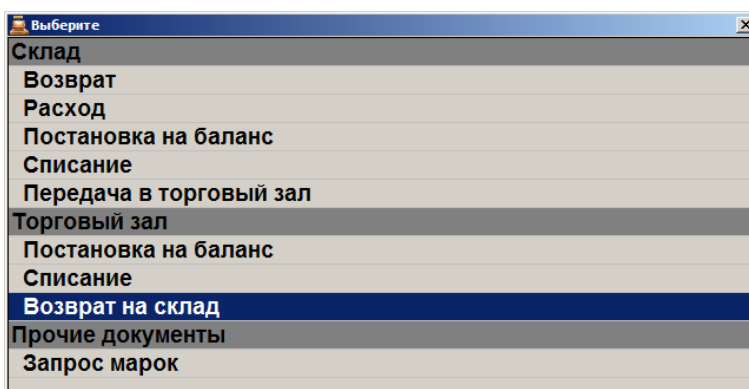 Выберите
Склад
Возврат
Расход
Постановка на баланс
Списание
Передача в торговый зал
Торговый зал
Постановка на баланс
Списание
Возврат на склад
Прочие документы
Запрос марок